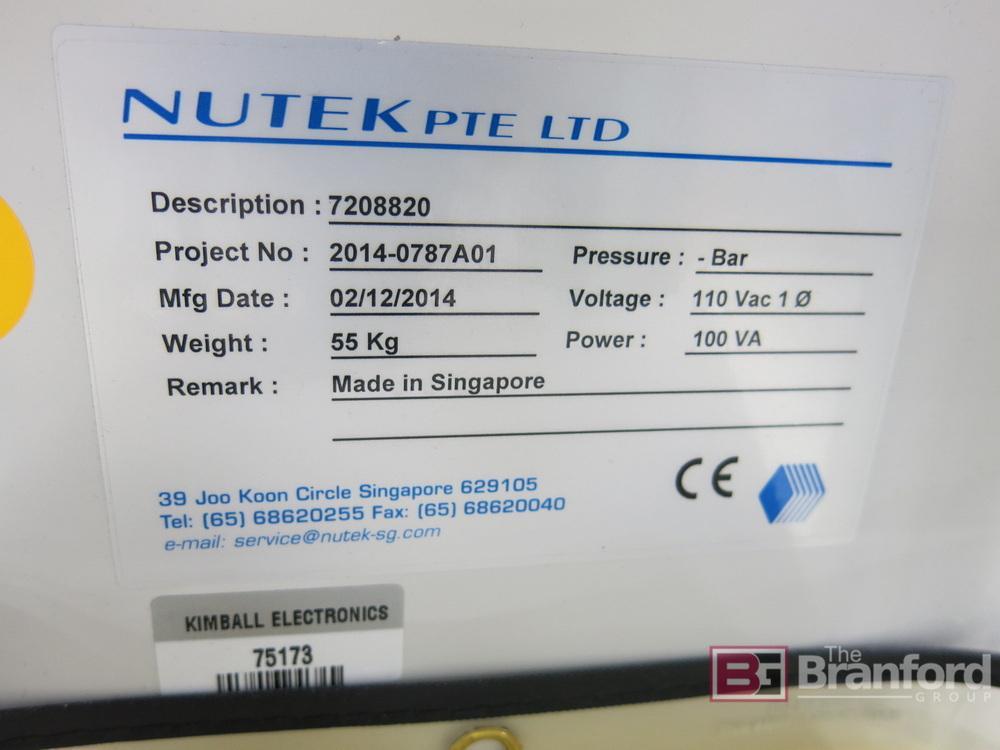 NUTEK PTE LTD
Description : 7208820
Project No : 2014-0787A01 Pressure : - Bar
Mfg Date : 02/12/2014 Voltage : 110 Vac 1 Ø
Weight : 55 Kg Power : 100 VA
Remark : Made in Singapore
39 Joo Koon Circle Singapore 629105
Tel: (65) 68620255 Fax: (65) 68620040
e-mail: service@nutek-sg.com
CE
KIMBALL ELECTRONICS
75173
BG The Branford GROUP